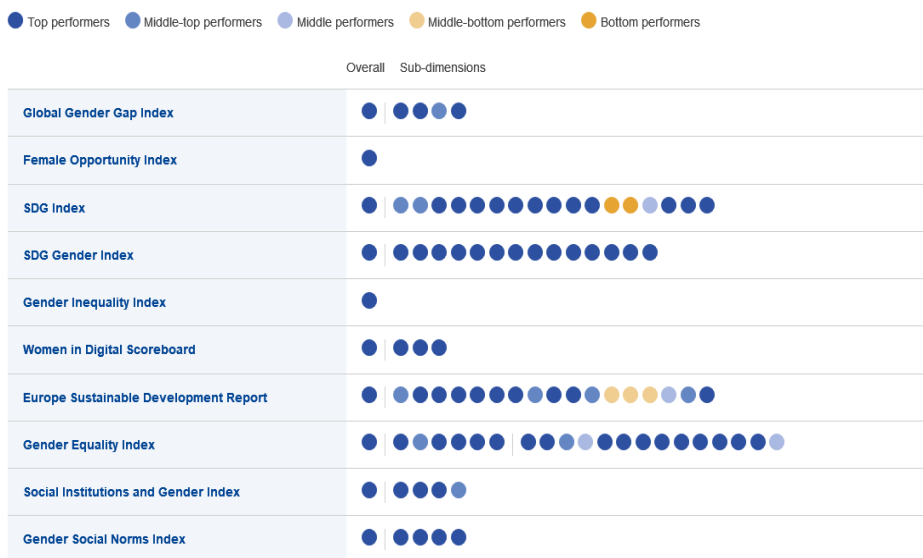 Top performers Middle-top performers Middle performers Middle-bottom performers Bottom performers
Overall Sub-dimensions
Global Gender Gap Index
Female Opportunity Index
SDG Index
SDG Gender Index
Gender Inequality Index
Women in Digital Scoreboard
Europe Sustainable Development Report
Gender Equality Index
Social Institutions and Gender Index
Gender Social Norms Index